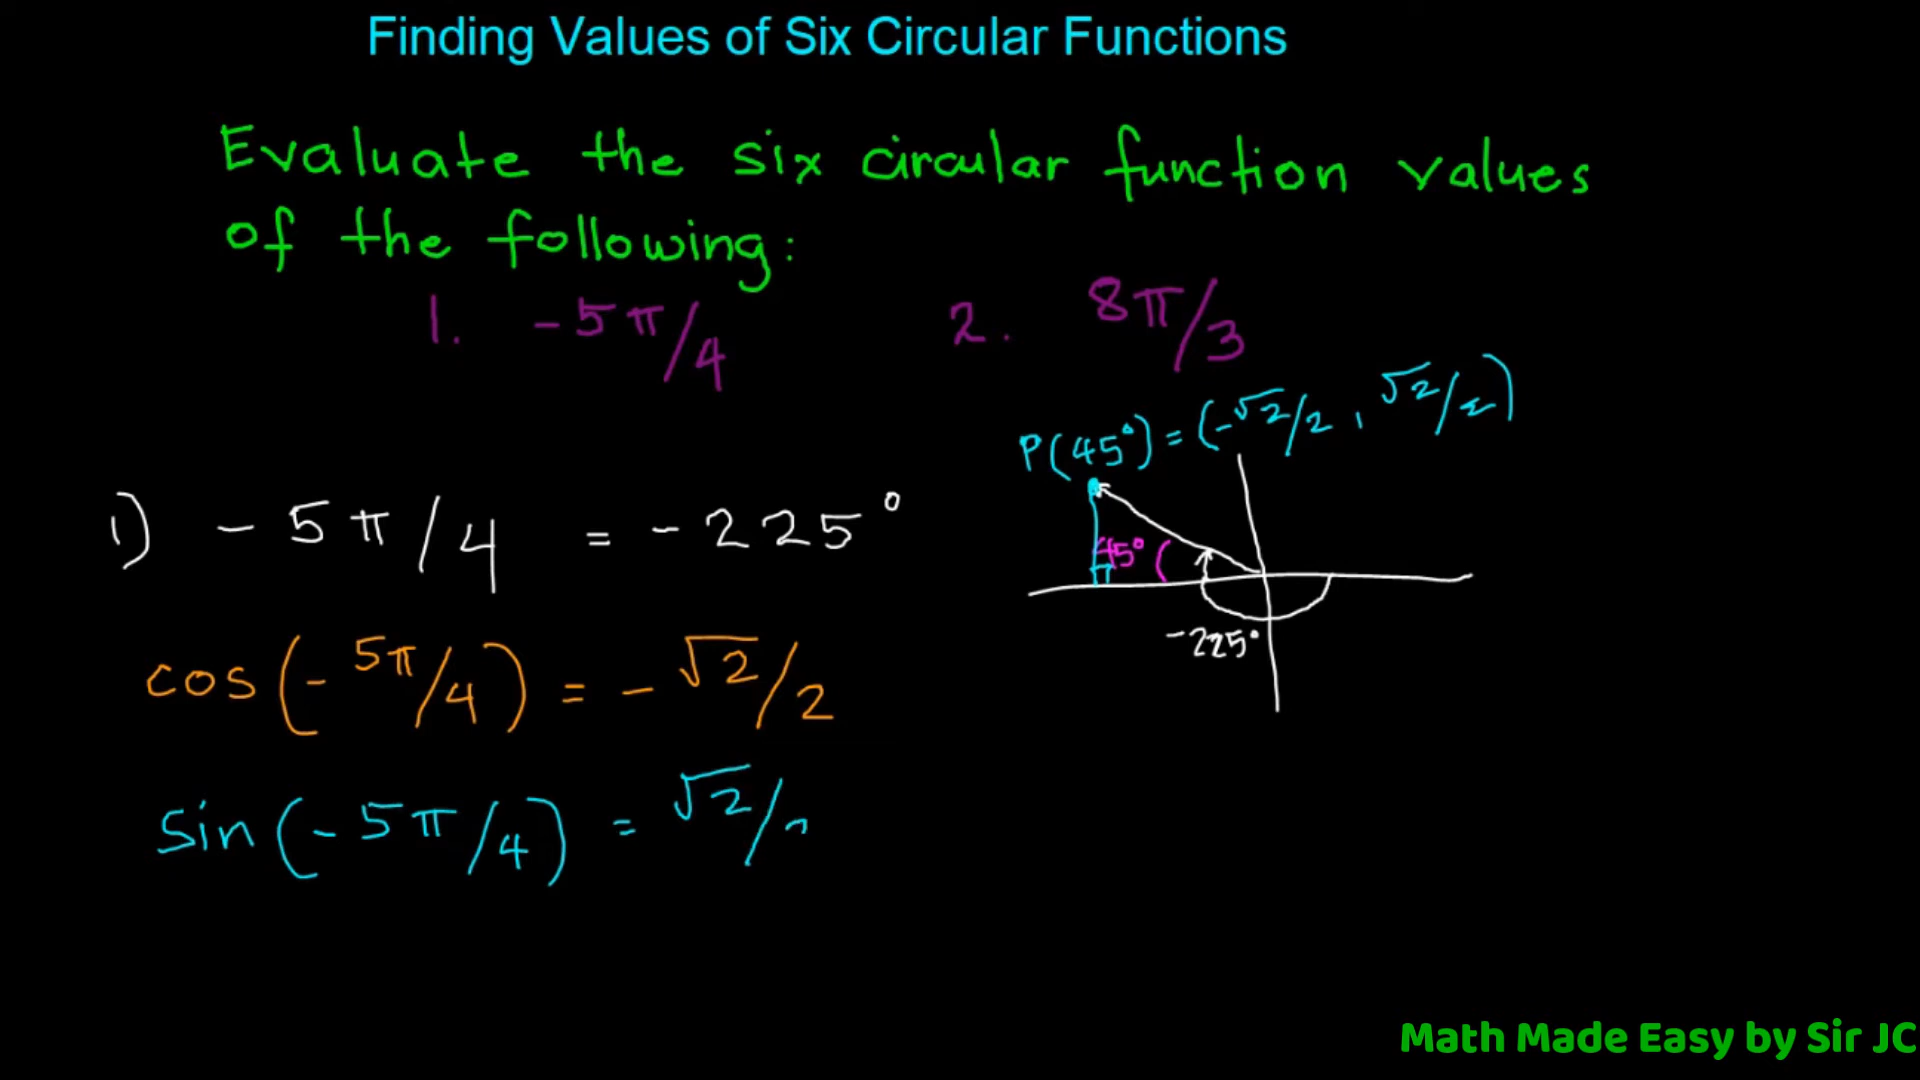 Finding Values of Six Circular Functions
Evaluate the six circular function values
of the following:
1. -5π/4 2. 8π/3
P(45°) = (-√2/2, √2/2)
1) -5π/4 = -225°
45°
-225°
cos(-5π/4) = -√2/2
sin(-5π/4) = √2/
Math Made Easy by Sir JC